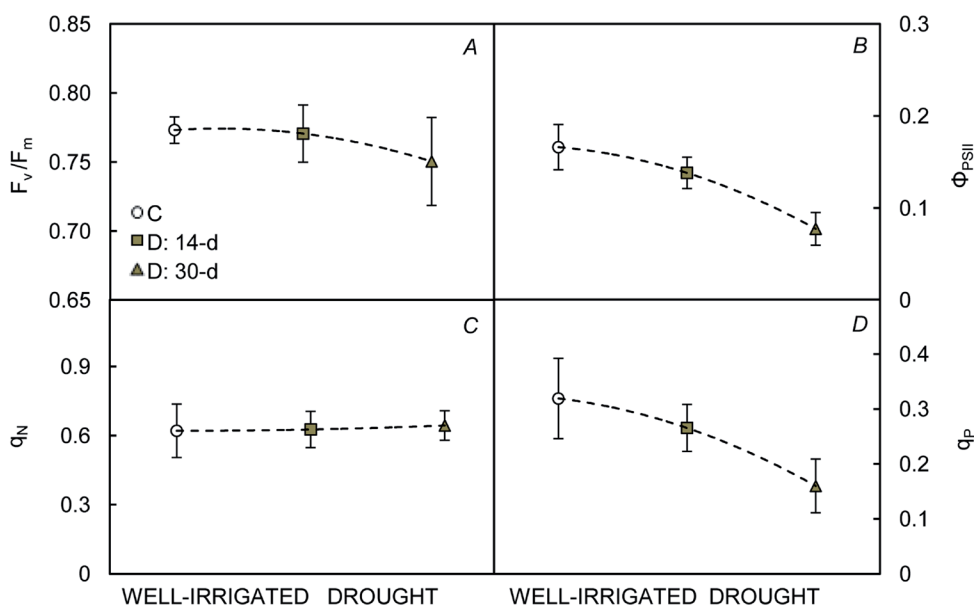 0.85
0.80
0.75
0.70
0.65
Fv/Fm
A
C
D: 14-d
D: 30-d
B
0.3
0.2
0.1
0
ΦPSII
0.9
0.6
0.3
0
qN
C
D
0.4
0.3
0.2
0.1
0
qP
WELL-IRRIGATED DROUGHT
WELL-IRRIGATED DROUGHT